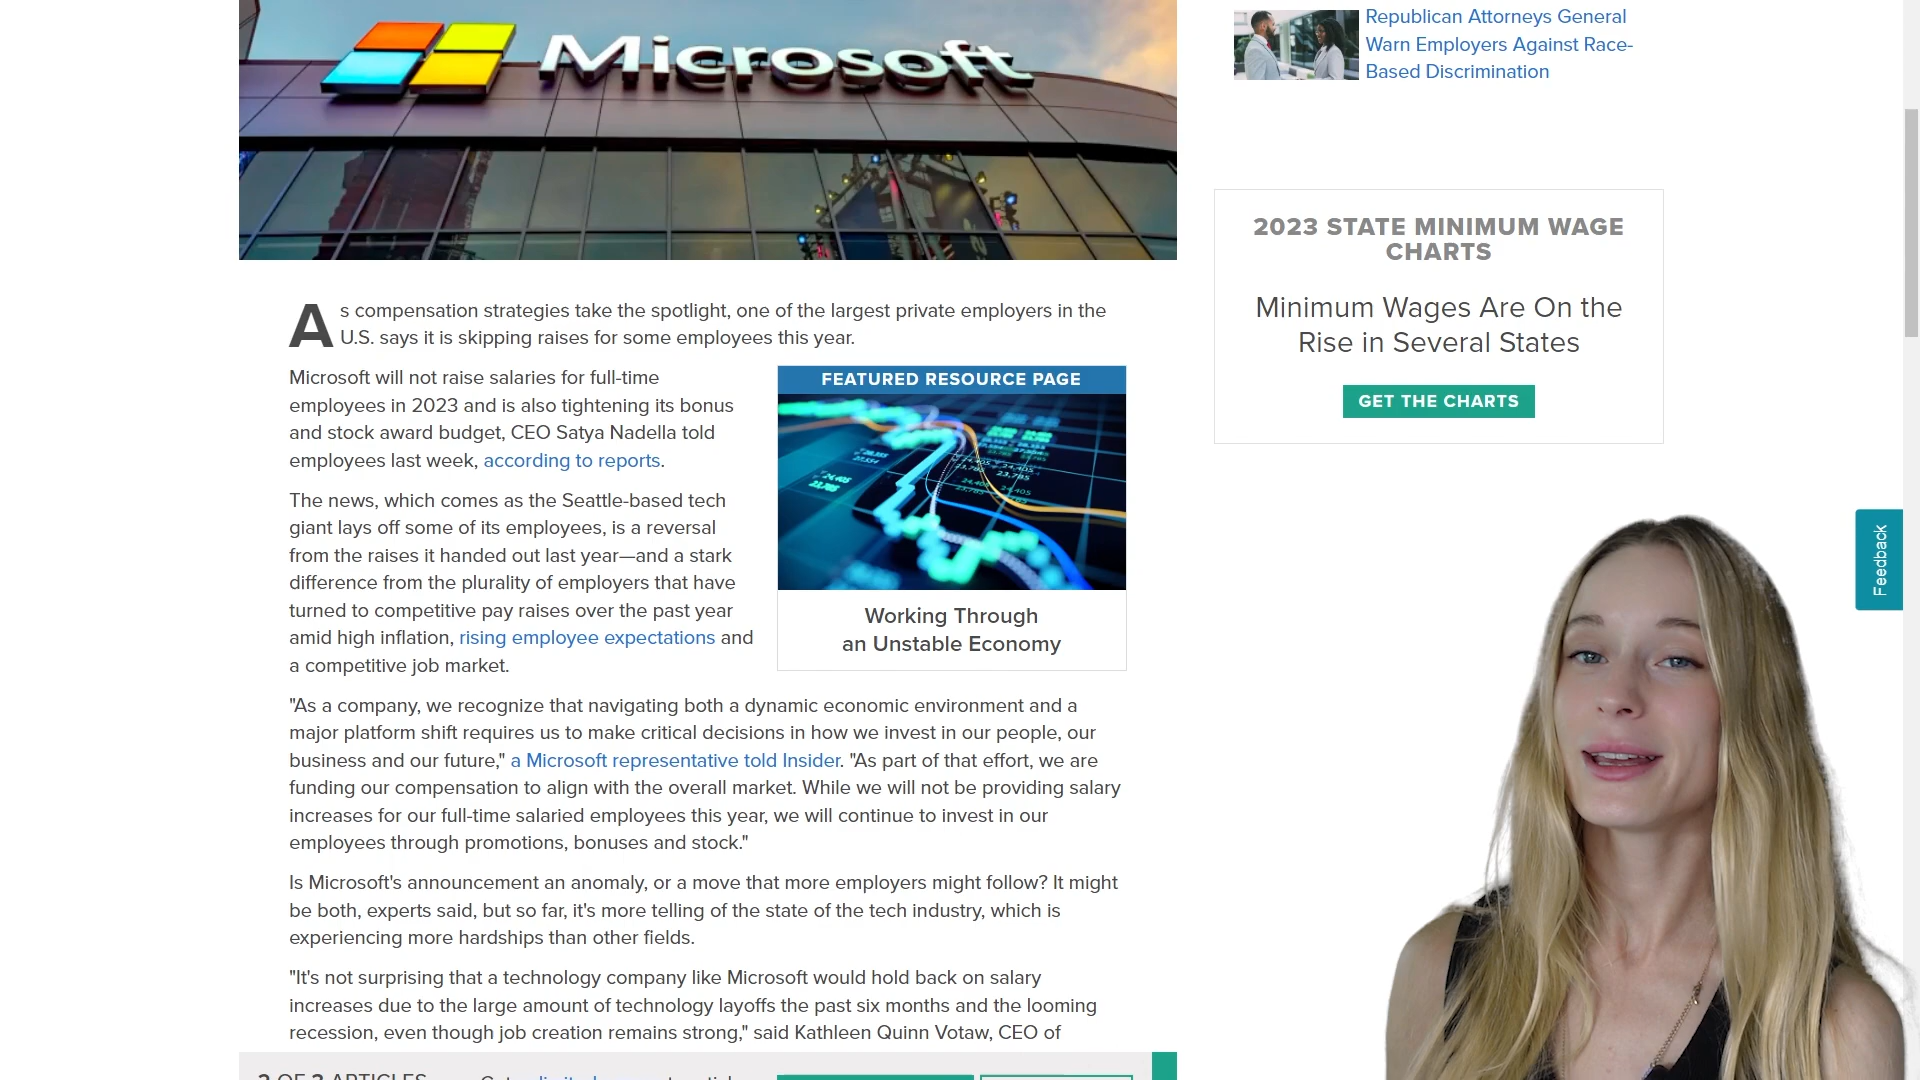 Microsoft
Republican Attorneys General
Warn Employers Against Race-
Based Discrimination
2023 STATE MINIMUM WAGE
CHARTS
Minimum Wages Are On the
Rise in Several States
GET THE CHARTS
As compensation strategies take the spotlight, one of the largest private employers in the
U.S. says it is skipping raises for some employees this year.
Microsoft will not raise salaries for full-time
employees in 2023 and is also tightening its bonus
and stock award budget, CEO Satya Nadella told
employees last week, according to reports.
FEATURED RESOURCE PAGE
Working Through
an Unstable Economy
The news, which comes as the Seattle-based tech
giant lays off some of its employees, is a reversal
from the raises it handed out last year—and a stark
difference from the plurality of employers that have
turned to competitive pay raises over the past year
amid high inflation, rising employee expectations and
a competitive job market.
"As a company, we recognize that navigating both a dynamic economic environment and a
major platform shift requires us to make critical decisions in how we invest in our people, our
business and our future," a Microsoft representative told Insider. "As part of that effort, we are
funding our compensation to align with the overall market. While we will not be providing salary
increases for our full-time salaried employees this year, we will continue to invest in our
employees through promotions, bonuses and stock."
Is Microsoft's announcement an anomaly, or a move that more employers might follow? It might
be both, experts said, but so far, it's more telling of the state of the tech industry, which is
experiencing more hardships than other fields.
"It's not surprising that a technology company like Microsoft would hold back on salary
increases due to the large amount of technology layoffs the past six months and the looming
recession, even though job creation remains strong," said Kathleen Quinn Votaw, CEO of
Feedback